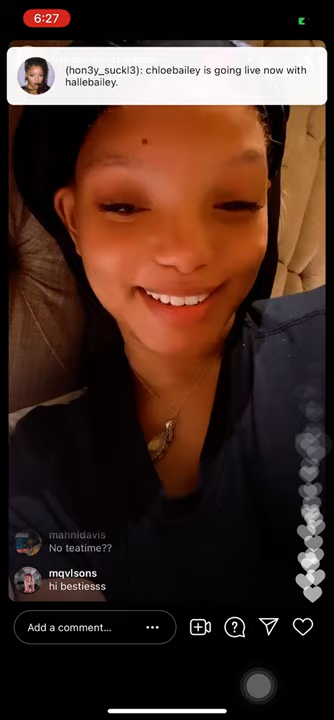 6:27
(hon3y_suckl3): chloebailey is going live now with
hallebailey.
mahnidavis
No teatime??
mqvlsons
hi bestiesss
Add a comment...